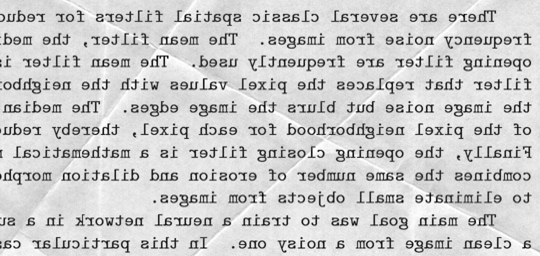 There are several classic spatial filters for reduc
frequency noise from images. The mean filter, the medi
opening filter are frequently used. The mean filter is
filter that replaces the pixel values with the neighbor
the image noise but blurs the image edges. The median
of the pixel neighborhood for each pixel, thereby reduc
Finally, the opening closing filter is a mathematical
combines the same number of erosion and dilation morpho
to eliminate small objects from images.
The main goal was to train a neural network in a su
a clean image from a noisy one. In this particular cas